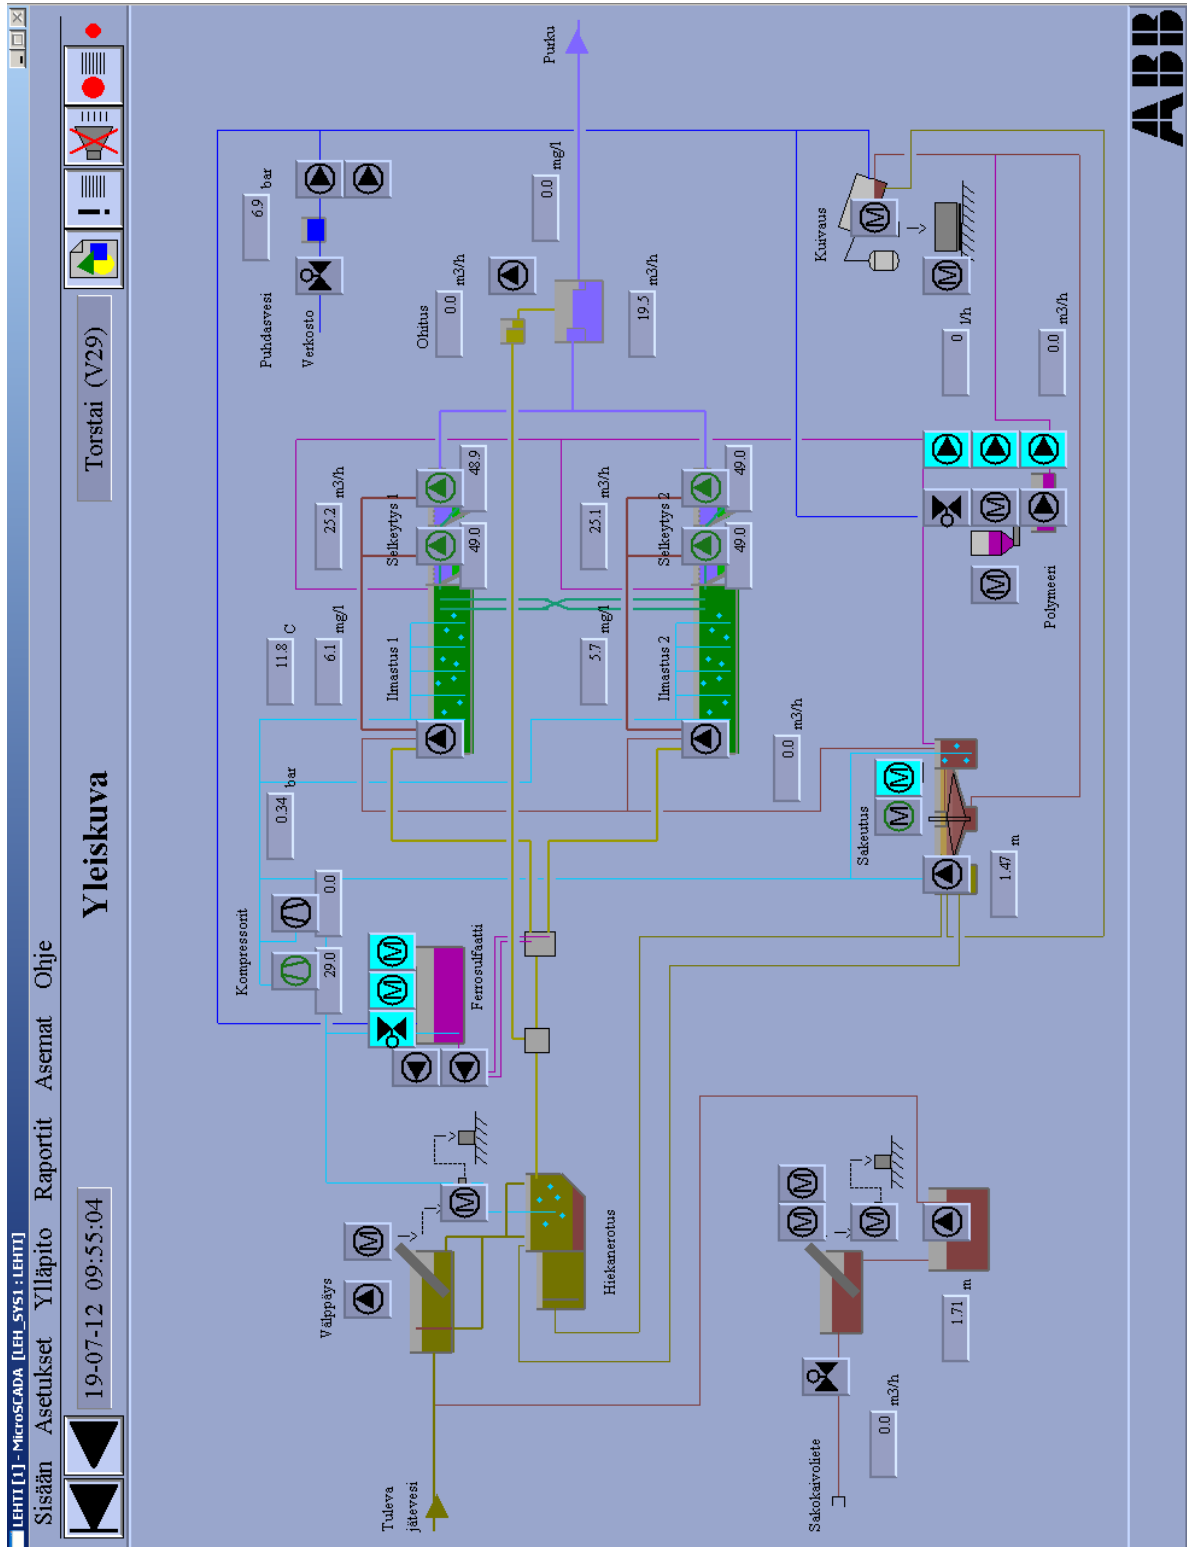 LEHTI [1] - MicroSCADA [LEH_SYS1 : LEHTI]
Sisään Asetukset Ylläpito Raportit Asemat Ohje
19-07-12 09:55:04
Yleiskuva
Torstai (V29)
Puhdasvesi
6.9 bar
Verkosto
Kompressorit
29.0
0.0
0.34 bar
11.8 C
6.1 mg/l
25.2 m3/h
Ilmastus 1
Selkeytys 1
49.0
48.9
Ohitus
0.0 m3/h
0.0 mg/l
Purku
19.5 m3/h
Välppäys
Ferrosulfaatti
Tuleva
jätevesi
Hiekanerotus
5.7 mg/l
25.1 m3/h
Ilmastus 2
Selkeytys 2
49.0
49.0
0.0 m3/h
Sakokaivoliete
0.0 m3/h
1.71 m
Sakeutus
1.47 m
Kuivaus
0 l/h
0.0 m3/h
Polymeeri
ABB